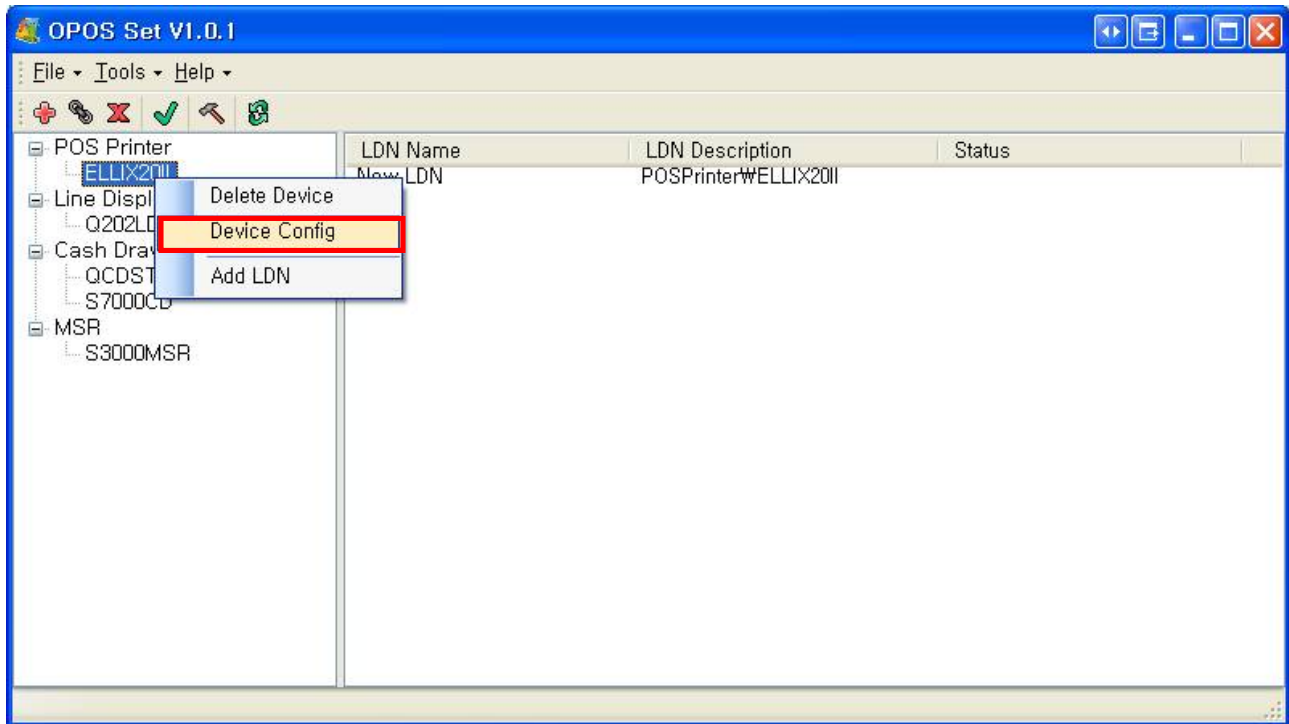 OPOS Set V1.0.1
File Tools Help
POS Printer
ELLIX20II
Line Displ
Q202LD
Cash Draw
QCDST
S7000CD
MSR
S3000MSR
Delete Device
Device Config
Add LDN
LDN Name LDN Description Status
New LDN POSPrinter₩ELLIX20II